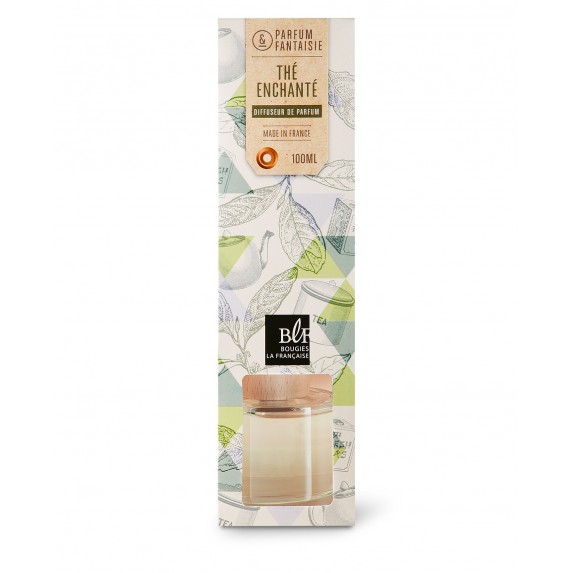 &
PARFUM
FANTAISIE
THÉ
ENCHANTÉ
DIFFUSEUR DE PARFUM
MADE IN FRANCE
100ML
TEA
BLF
BOUGIES
LA FRANÇAISE
TEA